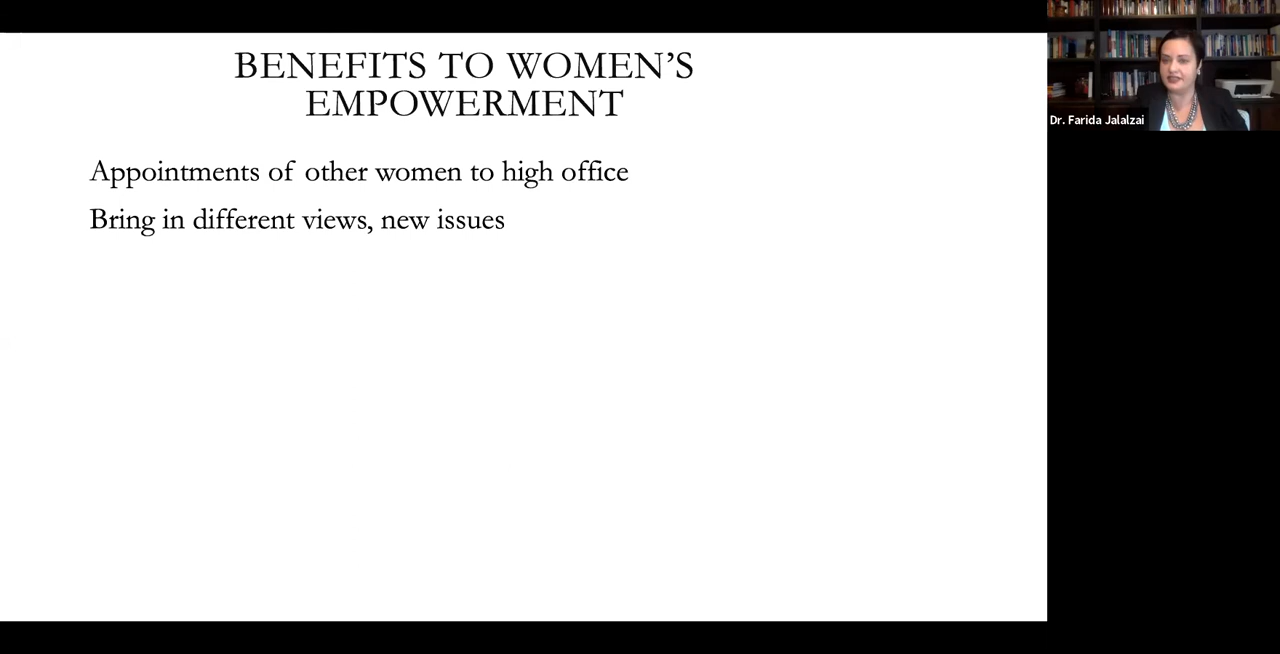 BENEFITS TO WOMEN’S
EMPOWERMENT
Appointments of other women to high office
Bring in different views, new issues
Dr. Farida Jalalzai